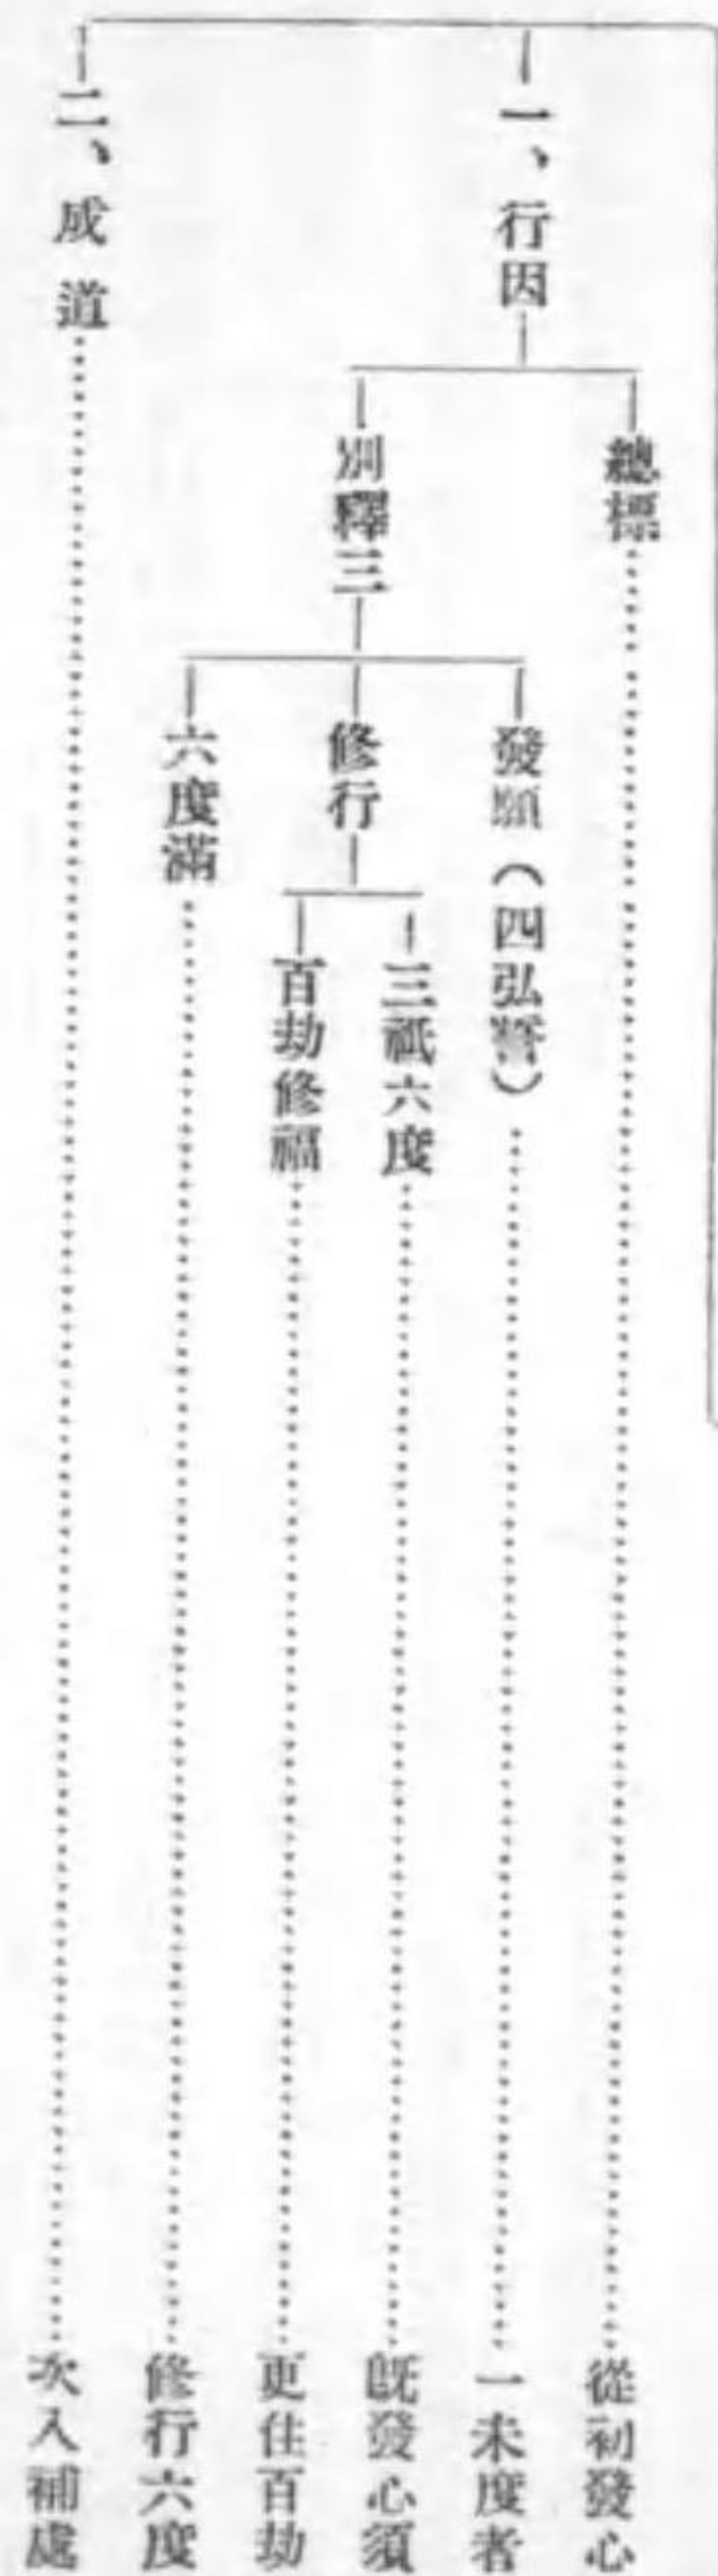 一、行因
總標……從初發心
別釋三
發願（四弘誓）……一未度者
修行
三祇六度……既發心須
百劫修福……更住百劫
六度滿……修行六度
二、成道……次入補處